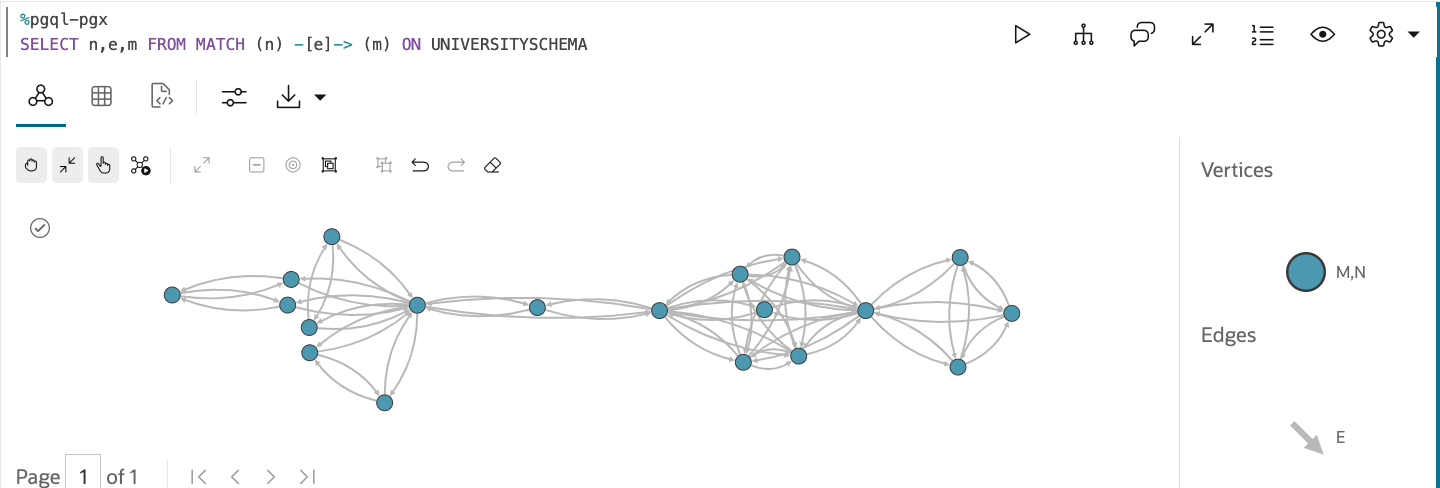 %pgql-pgx
SELECT n,e,m FROM MATCH (n) -[e]-> (m) ON UNIVERSITYSCHEMA
Vertices
M,N
Edges
E
Page 1 of 1